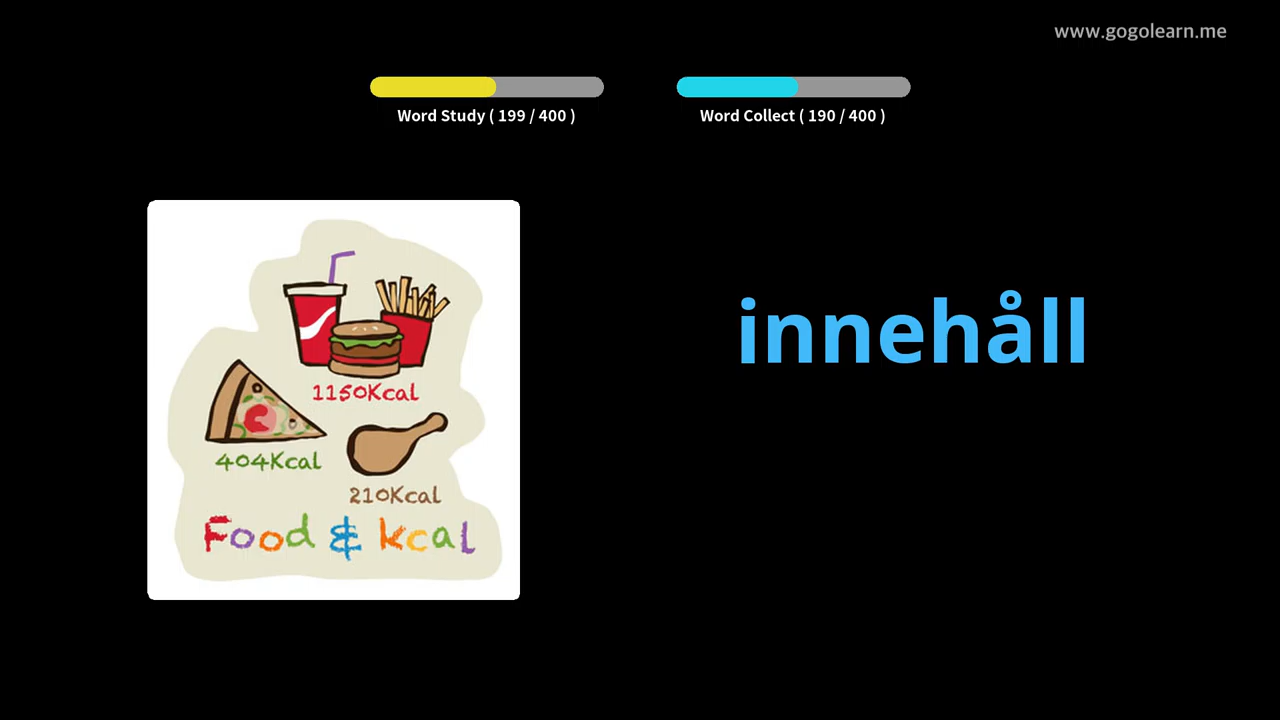 www.gogolearn.me
Word Study ( 199 / 400 )
Word Collect ( 190 / 400 )
innehåll
1150Kcal
404Kcal
210Kcal
Food & kcal